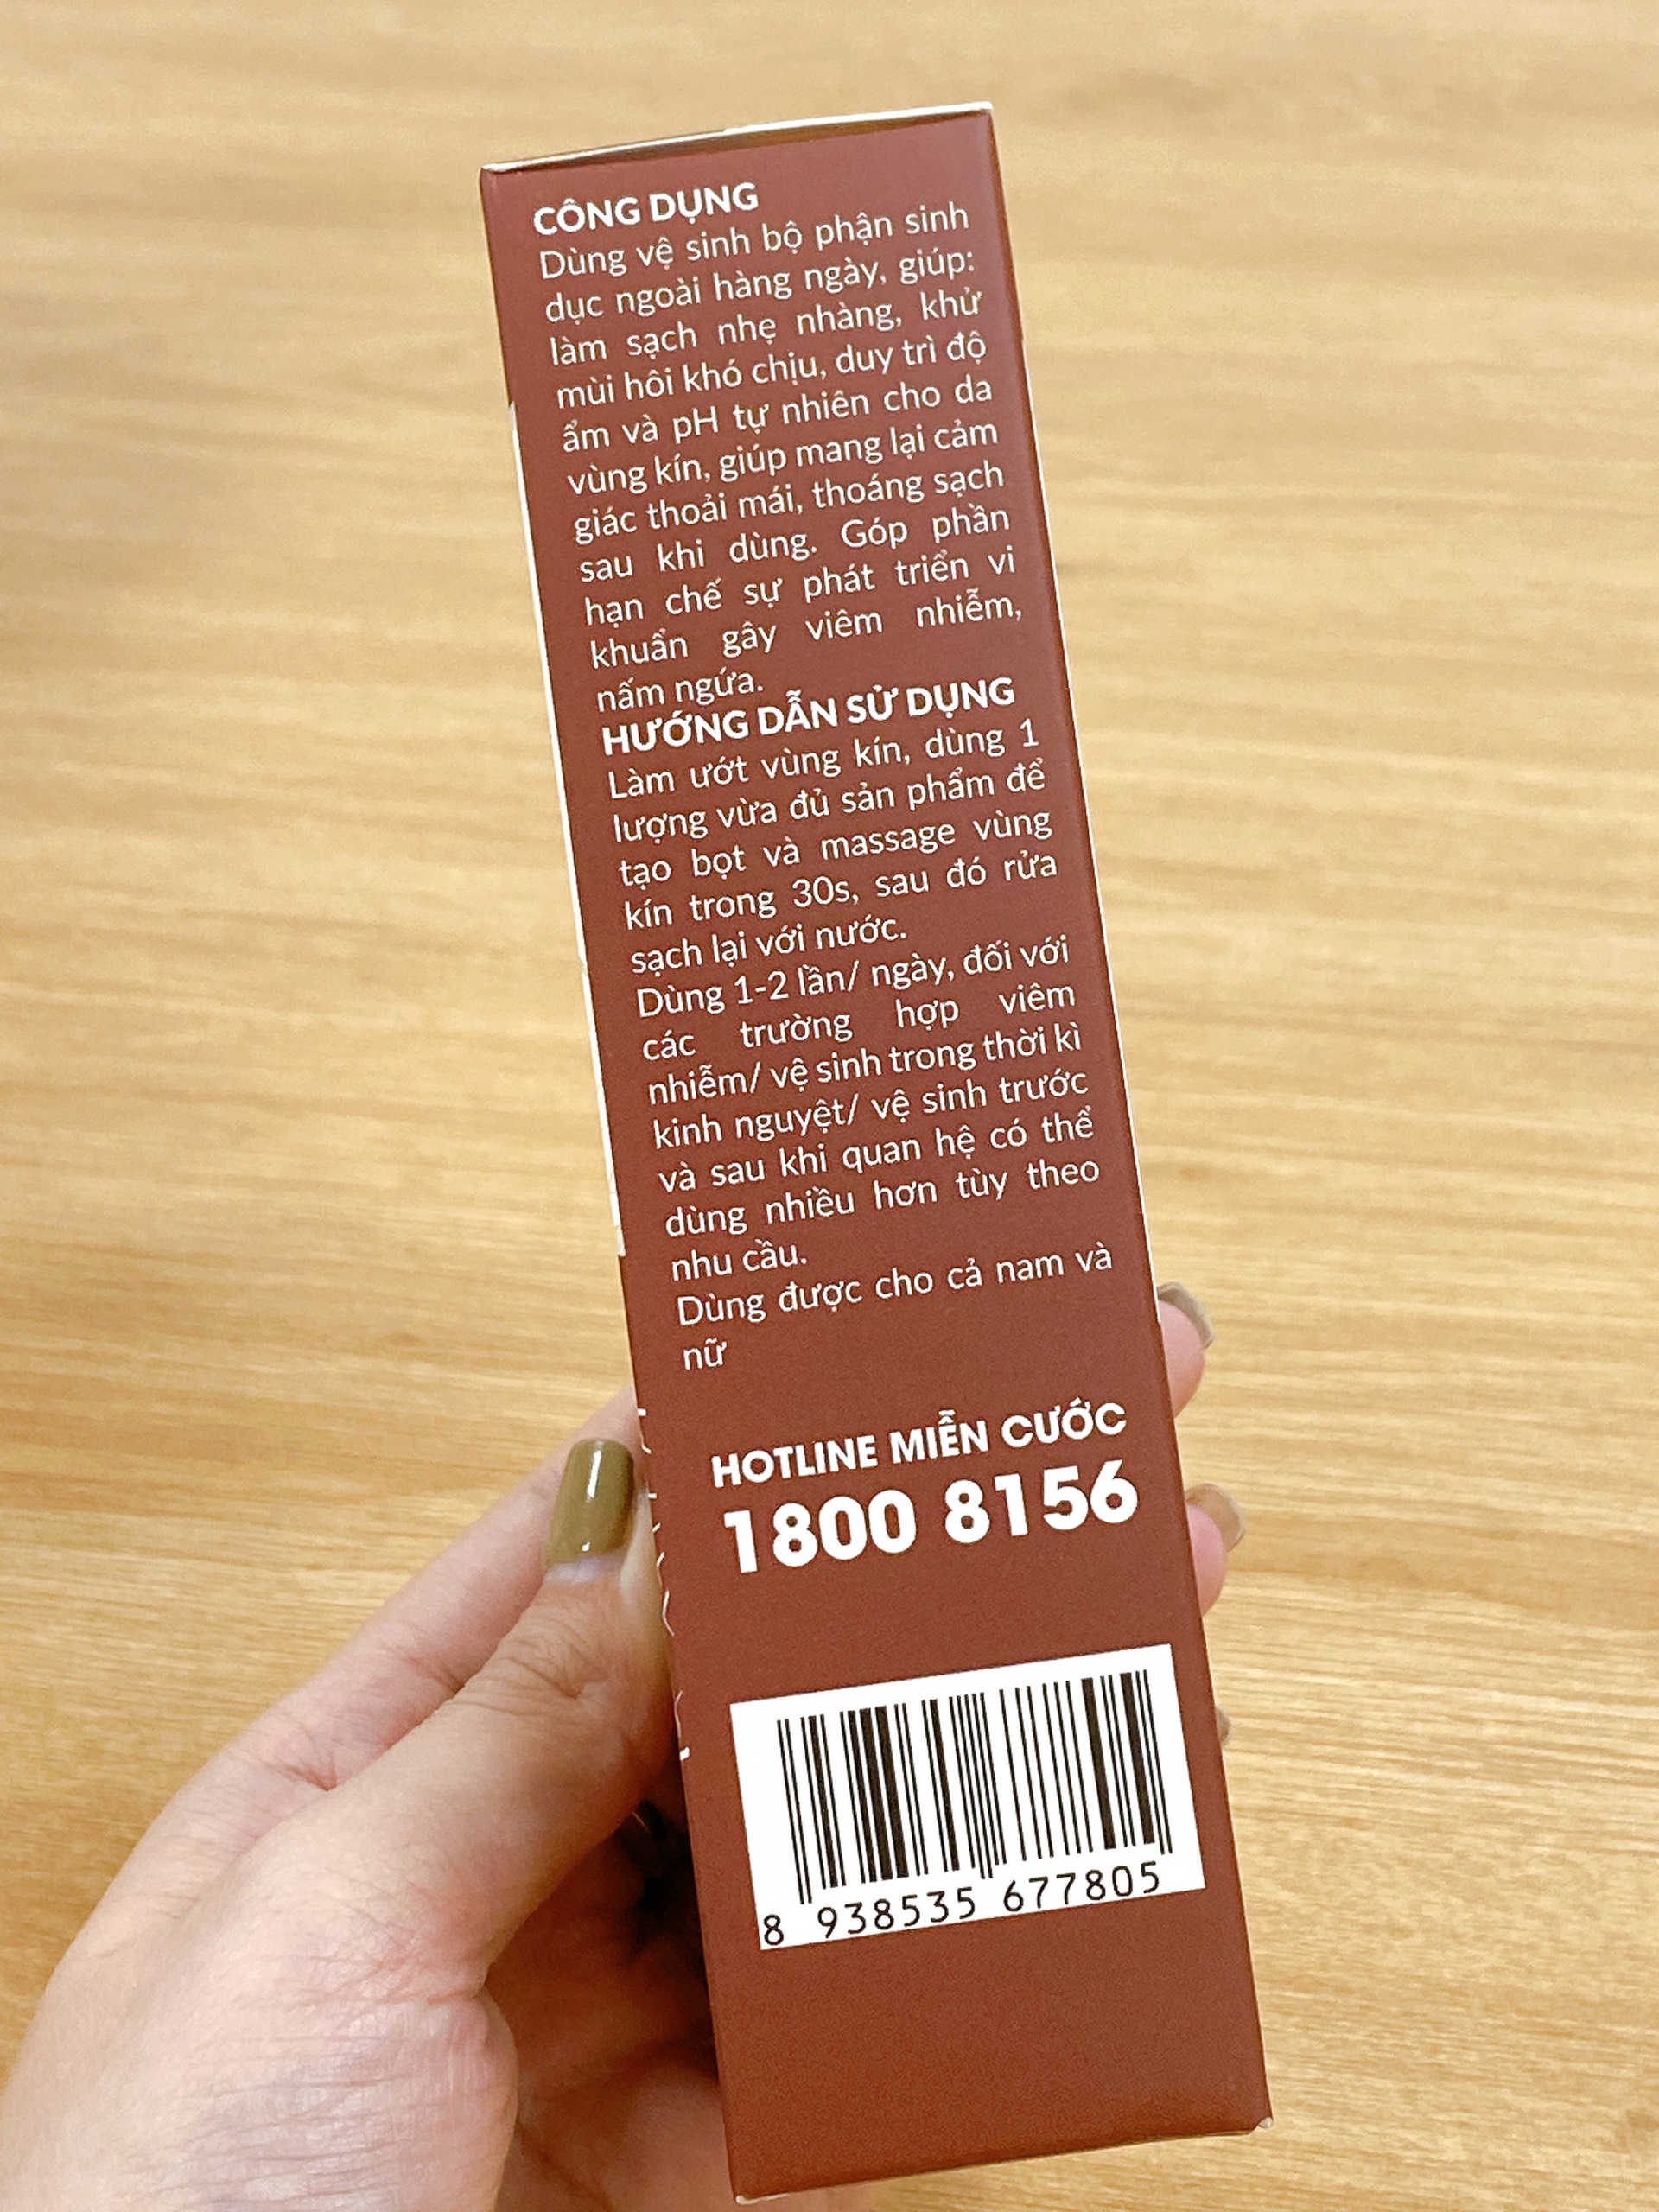 CÔNG DỤNG
Dùng vệ sinh bộ phận sinh
dục ngoài hàng ngày, giúp:
làm sạch nhẹ nhàng, khử
mùi hôi khó chịu, duy trì độ
ẩm và pH tự nhiên cho da
vùng kín, giúp mang lại cảm
giác thoải mái, thoáng sạch
sau khi dùng. Góp phần
hạn chế sự phát triển vi
khuẩn gây viêm nhiễm,
nấm ngứa.
HƯỚNG DẪN SỬ DỤNG
Làm ướt vùng kín, dùng 1
lượng vừa đủ sản phẩm để
tạo bọt và massage vùng
kín trong 30s, sau đó rửa
sạch lại với nước.
Dùng 1-2 lần/ ngày, đối với
các trường hợp viêm
nhiễm/ vệ sinh trong thời kì
kinh nguyệt/ vệ sinh trước
và sau khi quan hệ có thể
dùng nhiều hơn tùy theo
nhu cầu.
Dùng được cho cả nam và
nữ
HOTLINE MIỄN CƯỚC
1800 8156
8 938535 677805